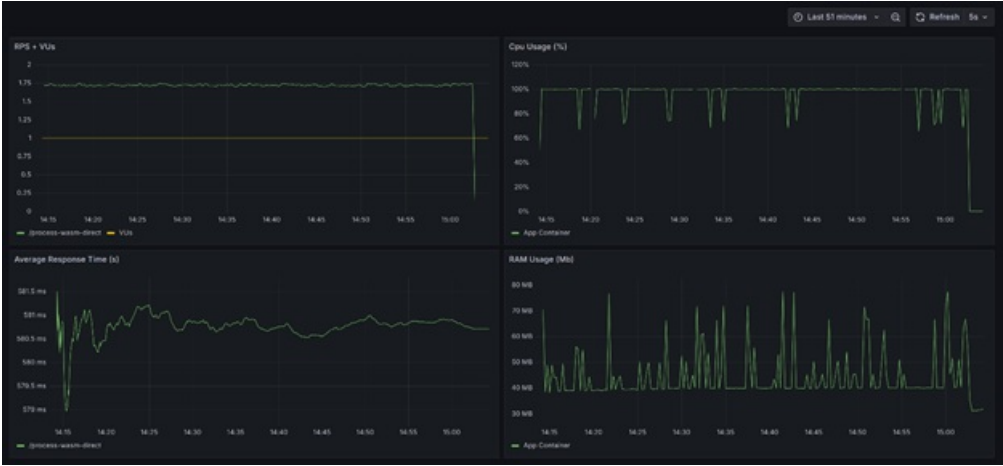 Last 51 minutes
Refresh 5s
RPS + VUs
2
1.75
1.5
1.25
1
0.75
0.5
0.25
0
14:15 14:20 14:25 14:30 14:35 14:40 14:45 14:50 14:55 15:00
/process-wasm-direct VUs
Cpu Usage (%)
120%
100%
80%
60%
40%
20%
0%
14:15 14:20 14:25 14:30 14:35 14:40 14:45 14:50 14:55 15:00
App Container
Average Response Time (s)
581.5 ms
581 ms
580.5 ms
580 ms
579.5 ms
579 ms
14:15 14:20 14:25 14:30 14:35 14:40 14:45 14:50 14:55 15:00
/process-wasm-direct
RAM Usage (Mb)
80 MB
70 MB
60 MB
50 MB
40 MB
30 MB
14:15 14:20 14:25 14:30 14:35 14:40 14:45 14:50 14:55 15:00
App Container